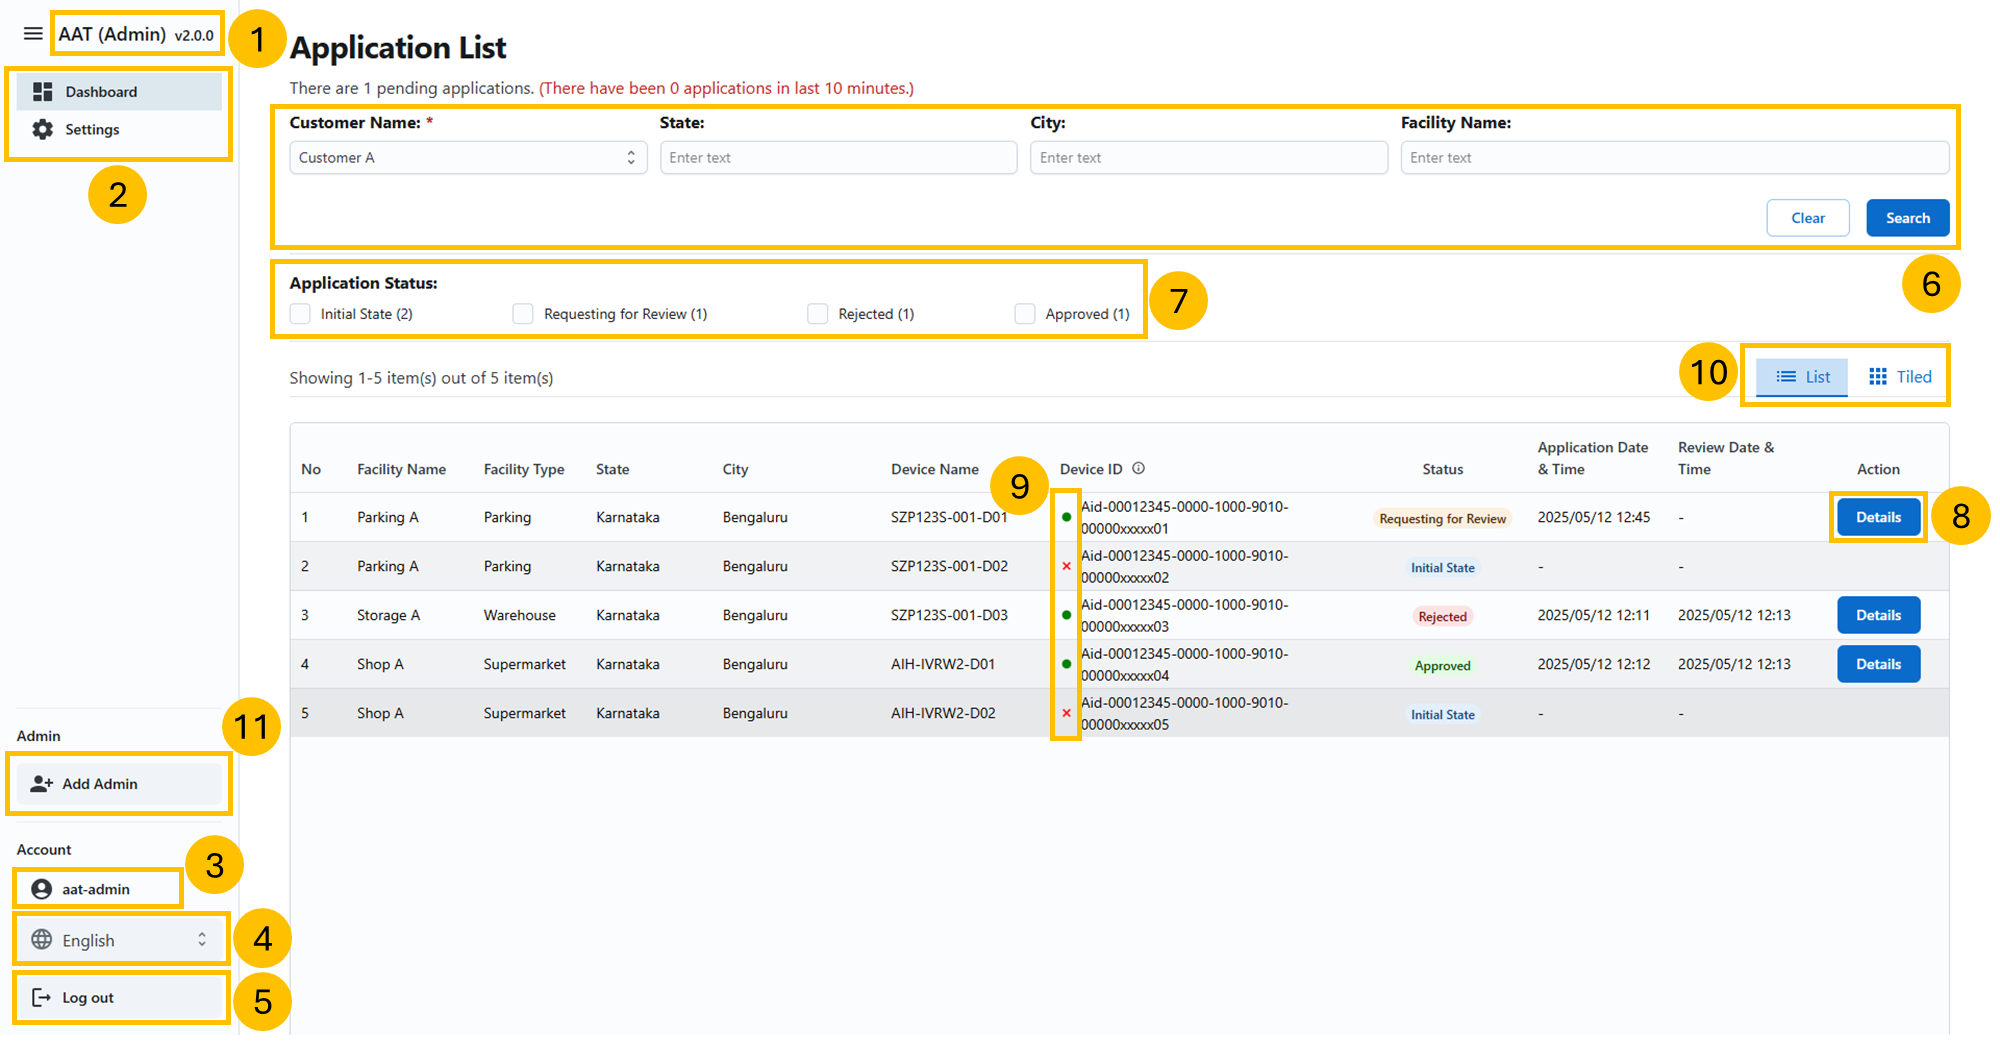 AAT (Admin) v2.0.0
1
Dashboard
Settings
2
Application List
There are 1 pending applications. (There have been 0 applications in last 10 minutes.)
Customer Name: * State: City: Facility Name:
Customer A Enter text Enter text Enter text
Clear Search
6
Application Status:
Initial State (2) Requesting for Review (1) Rejected (1) Approved (1)
7
Showing 1-5 item(s) out of 5 item(s)
10
List Tiled
No Facility Name Facility Type State City Device Name Device ID Status Application Date & Time Review Date & Time Action
9
1 Parking A Parking Karnataka Bengaluru SZP123S-001-D01 Aid-00012345-0000-1000-9010-00000xxxxx01 Requesting for Review 2025/05/12 12:45 - Details
8
2 Parking A Parking Karnataka Bengaluru SZP123S-001-D02 Aid-00012345-0000-1000-9010-00000xxxxx02 Initial State - -
3 Storage A Warehouse Karnataka Bengaluru SZP123S-001-D03 Aid-00012345-0000-1000-9010-00000xxxxx03 Rejected 2025/05/12 12:11 2025/05/12 12:13 Details
4 Shop A Supermarket Karnataka Bengaluru AIH-IVRW2-D01 Aid-00012345-0000-1000-9010-00000xxxxx04 Approved 2025/05/12 12:12 2025/05/12 12:13 Details
5 Shop A Supermarket Karnataka Bengaluru AIH-IVRW2-D02 Aid-00012345-0000-1000-9010-00000xxxxx05 Initial State - -
Admin
11
Add Admin
Account
3
aat-admin
English
4
Log out
5